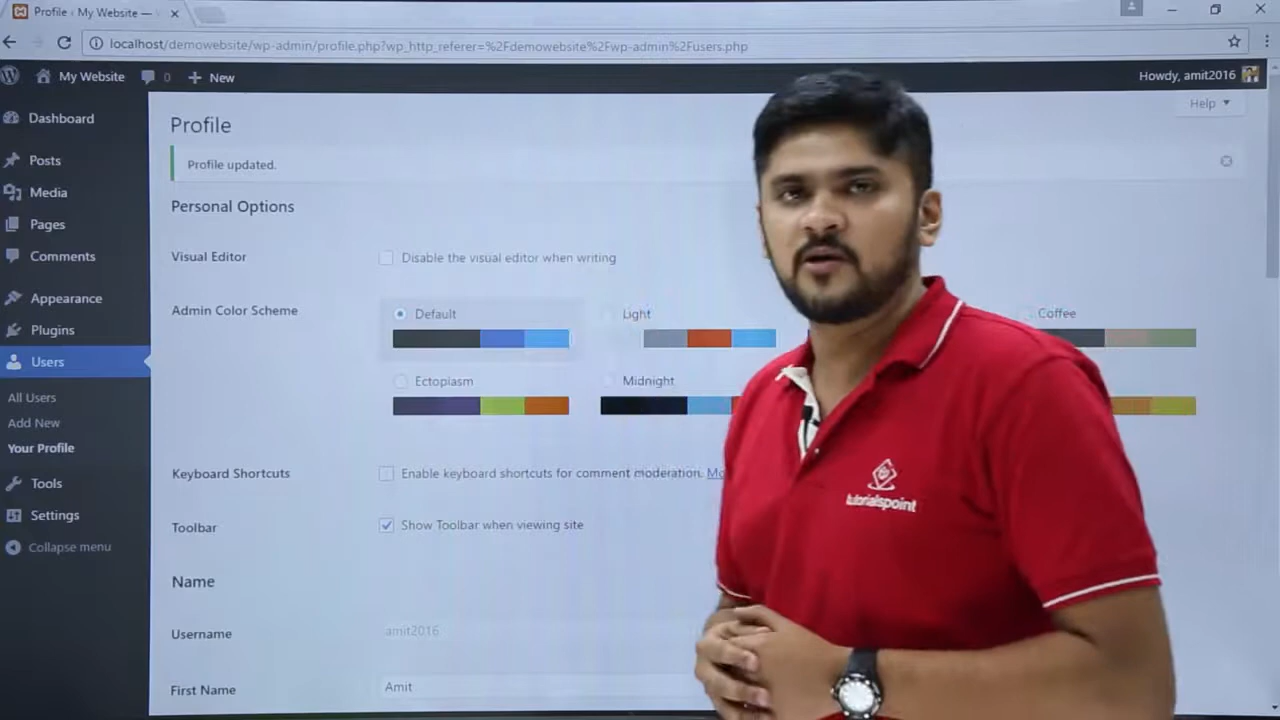 Profile ‹ My Website —
localhost/demowebsite/wp-admin/profile.php?wp_http_referer=%2Fdemowebsite%2Fwp-admin%2Fusers.php
My Website 0 New
Howdy, amit2016
Help
Dashboard
Posts
Media
Pages
Comments
Appearance
Plugins
Users
All Users
Add New
Your Profile
Tools
Settings
Collapse menu
Profile
Profile updated.
Personal Options
Visual Editor
Disable the visual editor when writing
Admin Color Scheme
Default
Light
Coffee
Ectoplasm
Midnight
Keyboard Shortcuts
Enable keyboard shortcuts for comment moderation. Mo
Toolbar
Show Toolbar when viewing site
Name
Username
amit2016
First Name
Amit
tutorialspoint